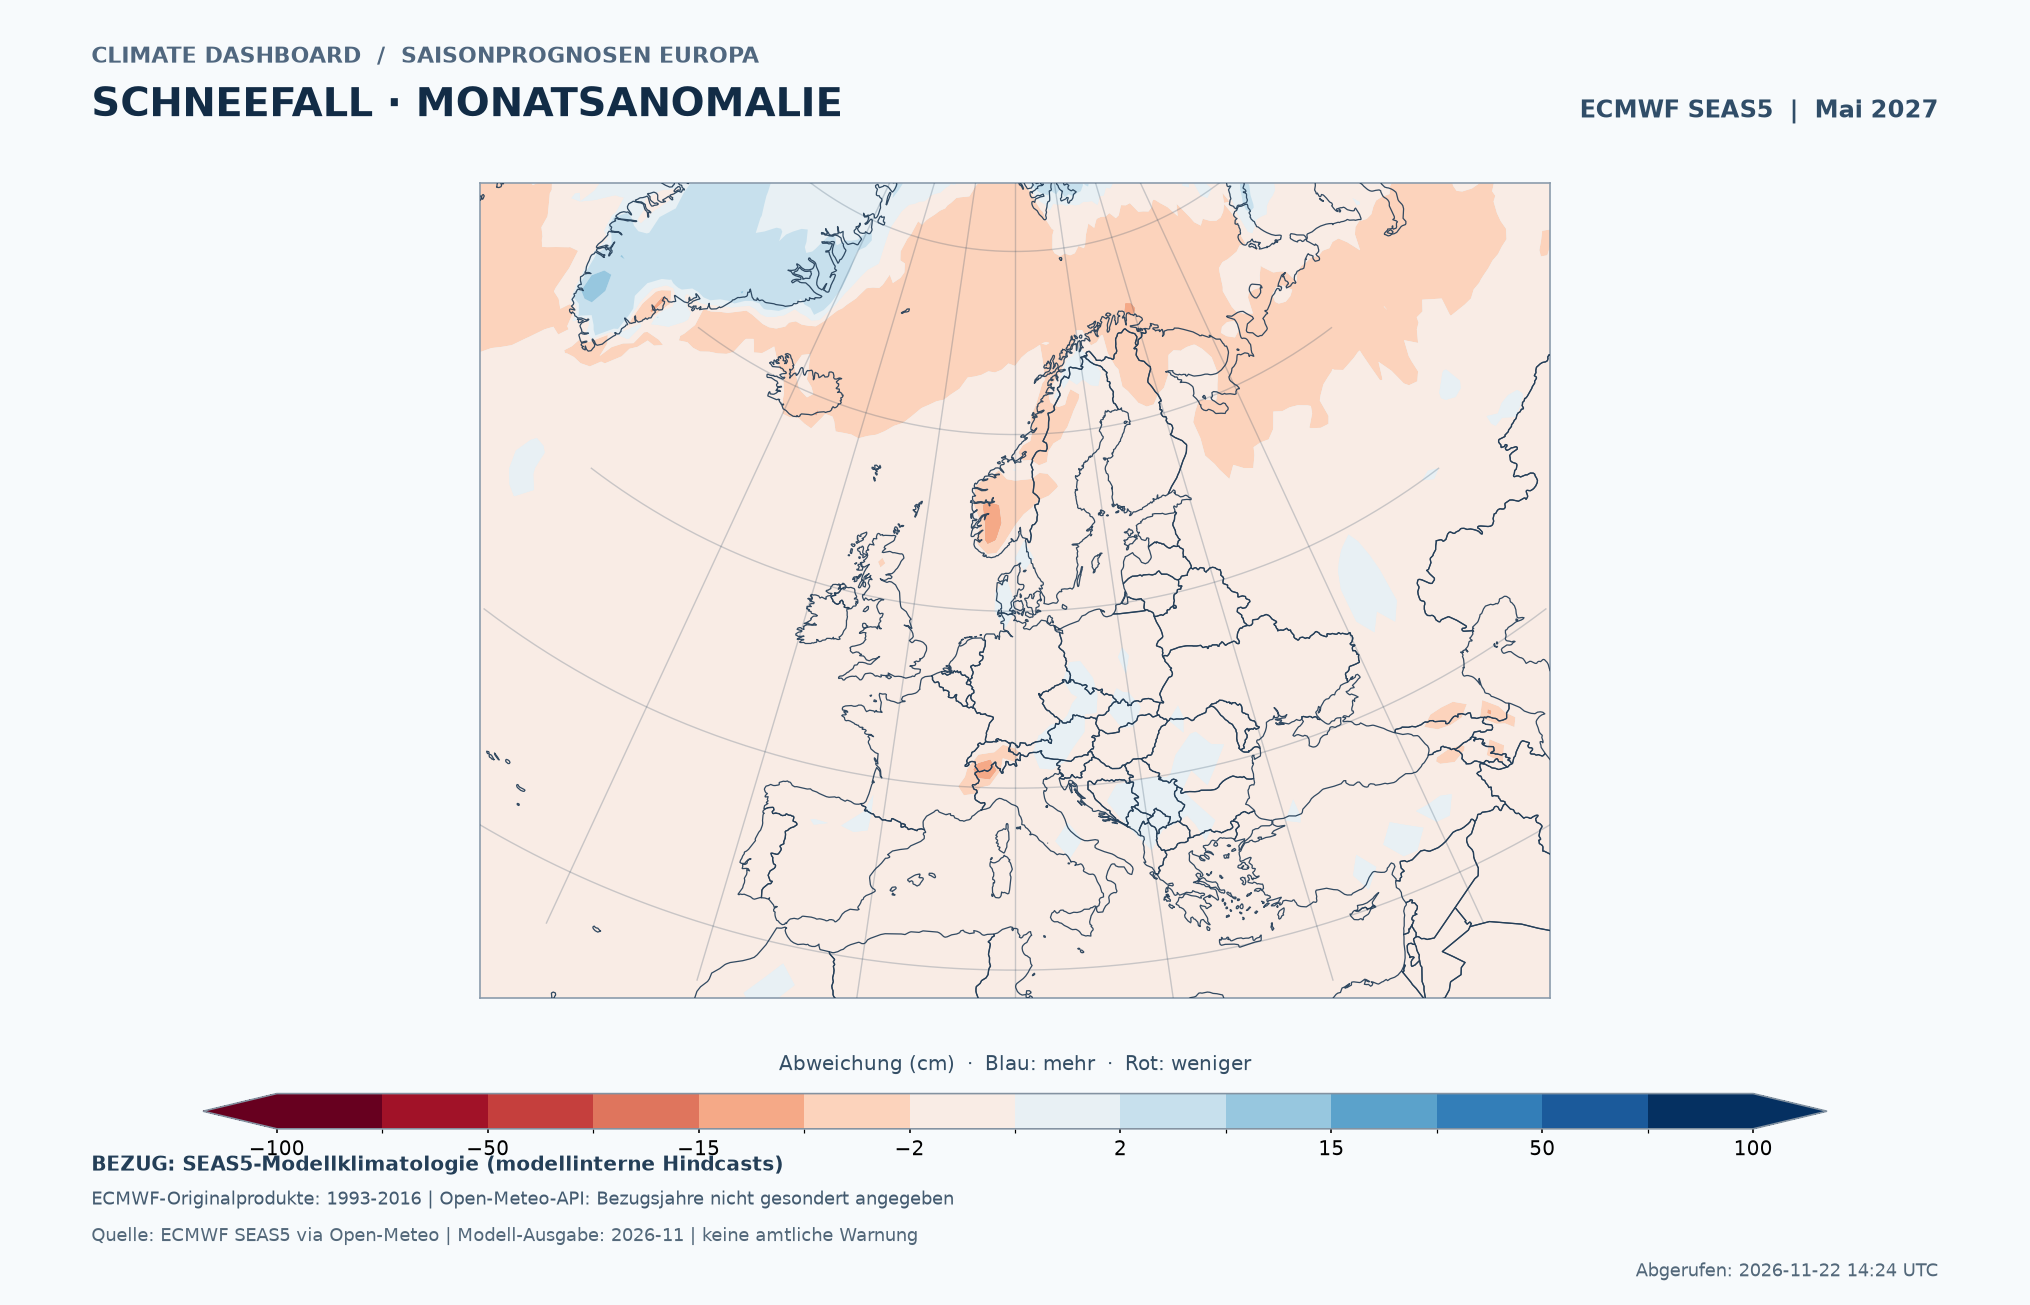 CLIMATE DASHBOARD / SAISONPROGNOSEN EUROPA
SCHNEEFALL · MONATSANOMALIE
ECMWF SEAS5 | Mai 2027
Abweichung (cm) · Blau: mehr · Rot: weniger
−100 −50 −15 −2 2 15 50 100
BEZUG: SEAS5-Modellklimatologie (modellinterne Hindcasts)
ECMWF-Originalprodukte: 1993-2016 | Open-Meteo-API: Bezugsjahre nicht gesondert angegeben
Quelle: ECMWF SEAS5 via Open-Meteo | Modell-Ausgabe: 2026-11 | keine amtliche Warnung
Abgerufen: 2026-11-22 14:24 UTC